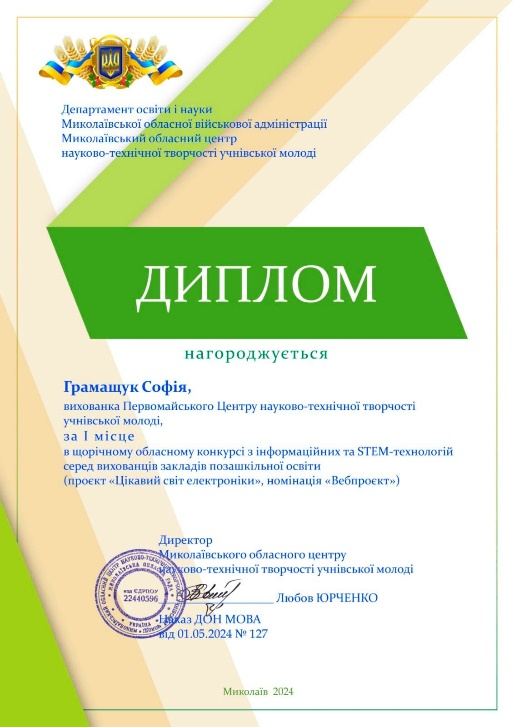 Департамент освіти і науки
Миколаївської обласної військової адміністрації
Миколаївський обласний центр
науково-технічної творчості учнівської молоді
ДИПЛОМ
нагороджується
Грамащук Софія,
вихованка Первомайського Центру науково-технічної творчості
учнівської молоді,
за І місце
в щорічному обласному конкурсі з інформаційних та STEM-технологій
серед вихованців закладів позашкільної освіти
(проєкт «Цікавий світ електроніки», номінація «Вебпроєкт»)
Директор
Миколаївського обласного центру
науково-технічної творчості учнівської молоді
Любов ЮРЧЕНКО
Наказ ДОН МОВА
від 01.05.2024 № 127
код ЄДРПОУ
22440596
УКРАЇНА
Миколаїв 2024